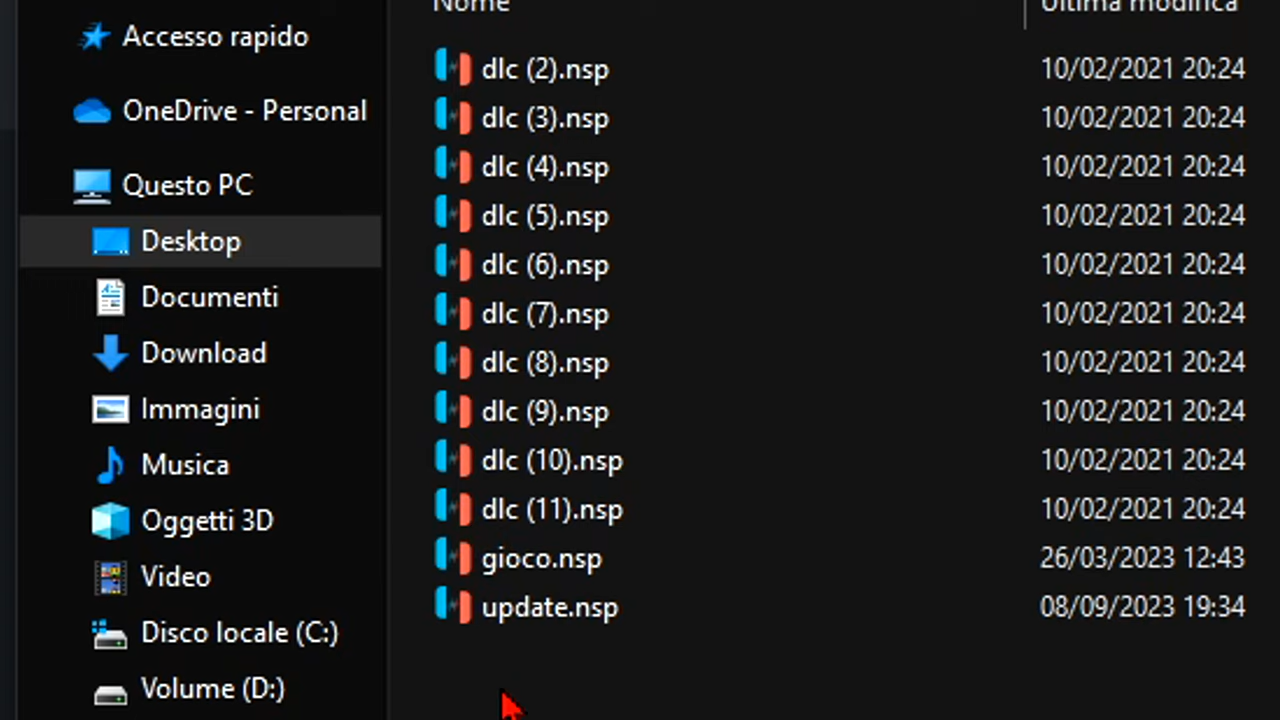 Nome
Ultima modifica
Accesso rapido
OneDrive - Personal
Questo PC
Desktop
Documenti
Download
Immagini
Musica
Oggetti 3D
Video
Disco locale (C:)
Volume (D:)
dlc (2).nsp 10/02/2021 20:24
dlc (3).nsp 10/02/2021 20:24
dlc (4).nsp 10/02/2021 20:24
dlc (5).nsp 10/02/2021 20:24
dlc (6).nsp 10/02/2021 20:24
dlc (7).nsp 10/02/2021 20:24
dlc (8).nsp 10/02/2021 20:24
dlc (9).nsp 10/02/2021 20:24
dlc (10).nsp 10/02/2021 20:24
dlc (11).nsp 10/02/2021 20:24
gioco.nsp 26/03/2023 12:43
update.nsp 08/09/2023 19:34